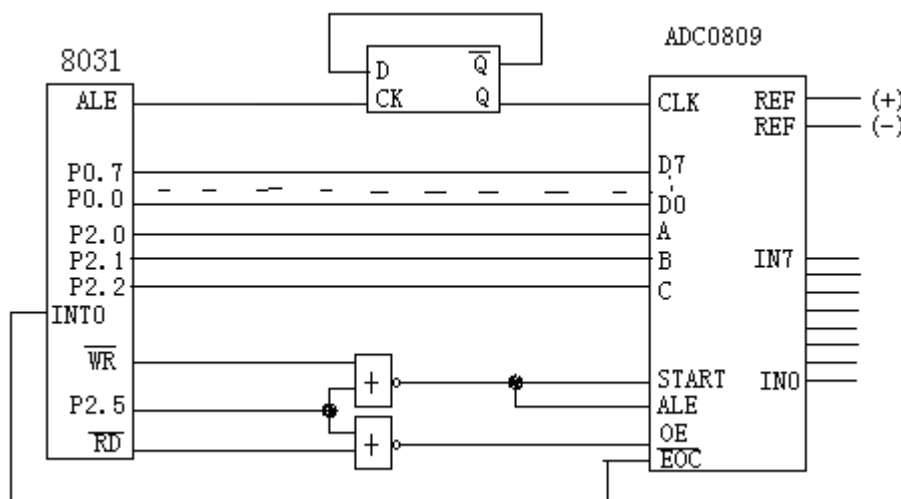 8031
ALE
P0.7
P0.0
P2.0
P2.1
P2.2
INT0
W̅R̅
P2.5
R̅D̅
D
Q̅
CK
Q
+
+
ADC0809
CLK
REF
(+)
REF
(-)
D7
D0
A
B
IN7
C
START
IN0
ALE
OE
E̅O̅C̅